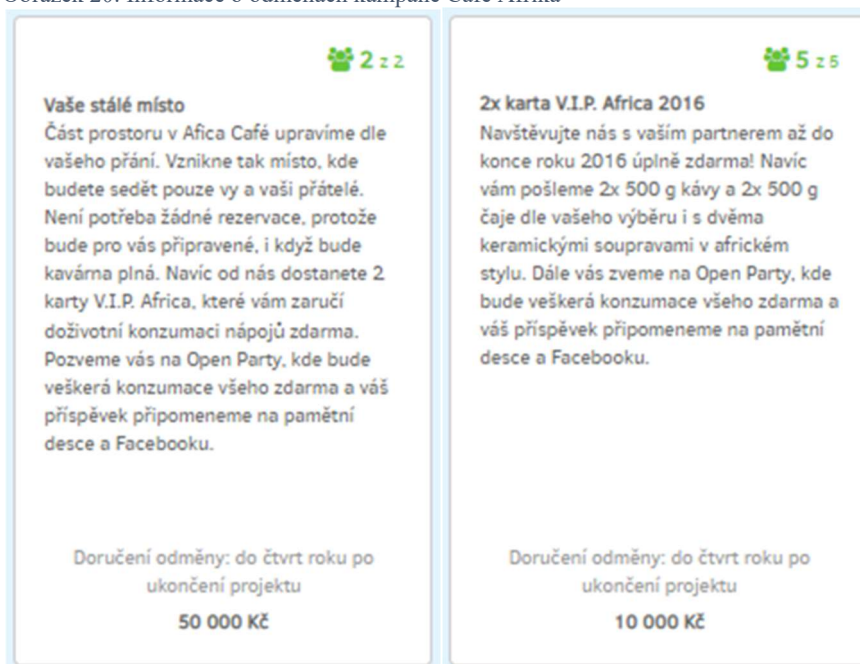 Obrázek 20: Informace o odměnách kampaně Café Afrika
2 z 2
Vaše stálé místo
Část prostoru v Afica Café upravíme dle
vašeho přání. Vznikne tak místo, kde
budete sedět pouze vy a vaši přátelé.
Není potřeba žádné rezervace, protože
bude pro vás připravené, i když bude
kavárna plná. Navíc od nás dostanete 2
karty V.I.P. Africa, které vám zaručí
doživotní konzumaci nápojů zdarma.
Pozveme vás na Open Party, kde bude
veškerá konzumace všeho zdarma a váš
příspěvek připomeneme na pamětní
desce a Facebooku.
Doručení odměny: do čtvrt roku po
ukončení projektu
50 000 Kč
5 z 5
2x karta V.I.P. Africa 2016
Navštěvujte nás s vaším partnerem až do
konce roku 2016 úplně zdarma! Navíc
vám pošleme 2x 500 g kávy a 2x 500 g
čaje dle vašeho výběru i s dvěma
keramickými soupravami v africkém
stylu. Dále vás zveme na Open Party, kde
bude veškerá konzumace všeho zdarma a
váš příspěvek připomeneme na pamětní
desce a Facebooku.
Doručení odměny: do čtvrt roku po
ukončení projektu
10 000 Kč